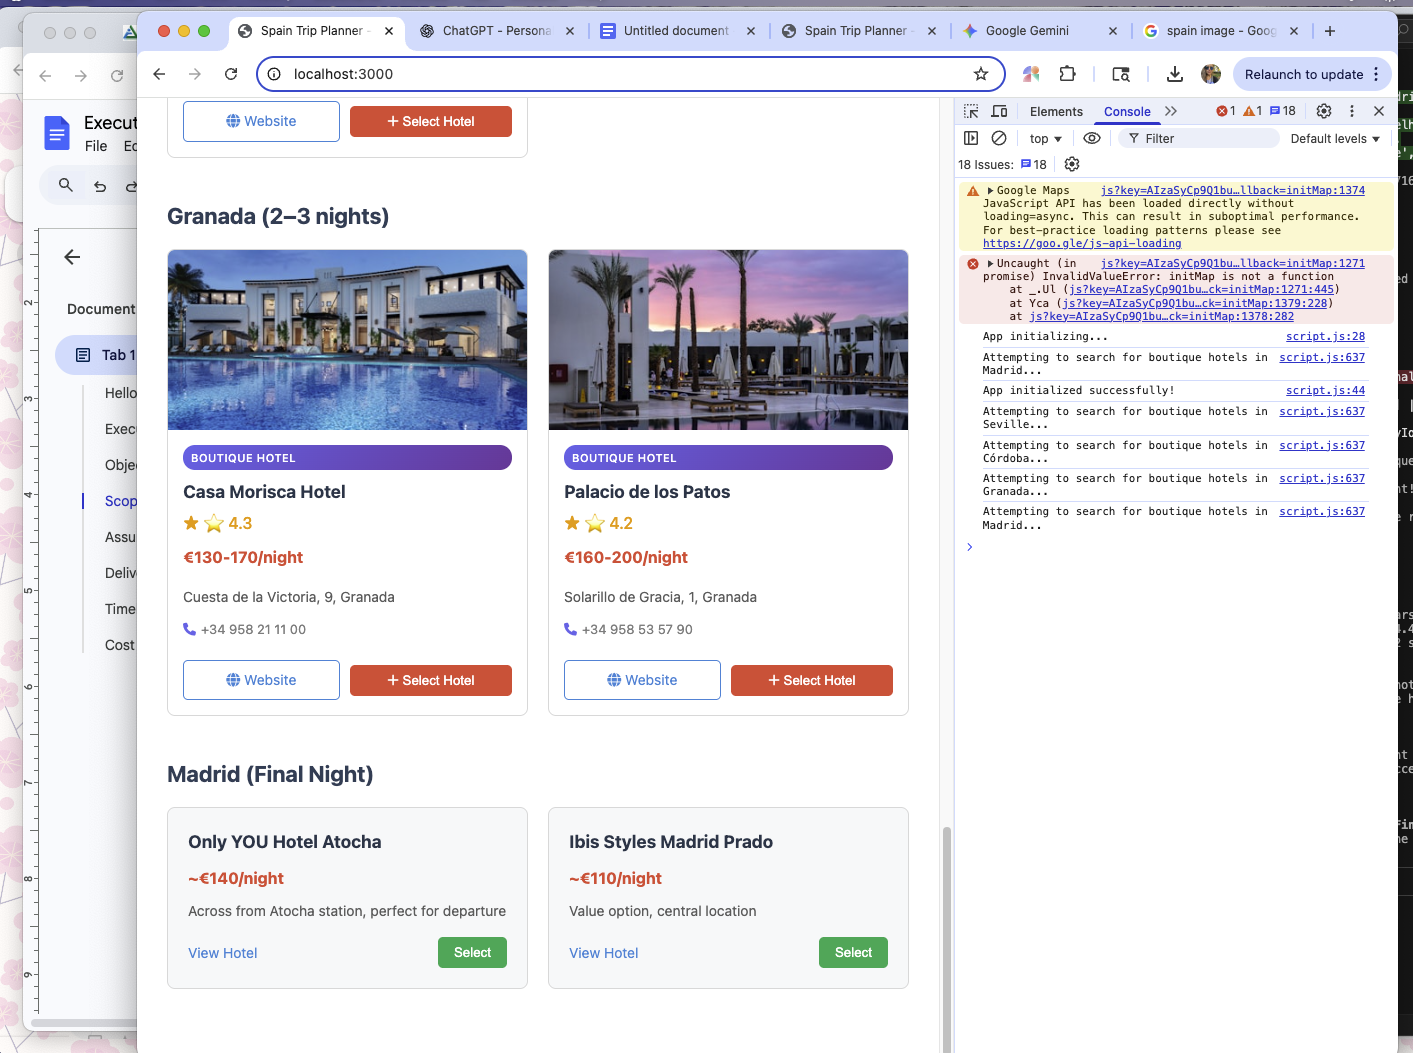 Spain Trip Planner -
ChatGPT - Persona
Untitled document
Spain Trip Planner -
Google Gemini
spain image - Goog
localhost:3000
Relaunch to update
Execut
File
Document
Tab 1
Hello
Exec
Obje
Scop
Assu
Deliv
Time
Cost
2
3
4
5
6
7
8
9
Website
Select Hotel
Granada (2–3 nights)
BOUTIQUE HOTEL
Casa Morisca Hotel
4.3
€130-170/night
Cuesta de la Victoria, 9, Granada
+34 958 21 11 00
Website
Select Hotel
BOUTIQUE HOTEL
Palacio de los Patos
4.2
€160-200/night
Solarillo de Gracia, 1, Granada
+34 958 53 57 90
Website
Select Hotel
Madrid (Final Night)
Only YOU Hotel Atocha
~€140/night
Across from Atocha station, perfect for departure
View Hotel
Select
Ibis Styles Madrid Prado
~€110/night
Value option, central location
View Hotel
Select
Elements
Console
1
1
18
top
Filter
Default levels
18 Issues:
18
Google Maps js?key=AIzaSyCp9Q1bu…llback=initMap:1374
JavaScript API has been loaded directly without
loading=async. This can result in suboptimal performance.
For best-practice loading patterns please see
https://goo.gle/js-api-loading
Uncaught (in js?key=AIzaSyCp9Q1bu…llback=initMap:1271
promise) InvalidValueError: initMap is not a function
at _.Ul (js?key=AIzaSyCp9Q1bu…ck=initMap:1271:445)
at Yca (js?key=AIzaSyCp9Q1bu…ck=initMap:1379:228)
at js?key=AIzaSyCp9Q1bu…ck=initMap:1378:282
App initializing... script.js:28
Attempting to search for boutique hotels in script.js:637
Madrid...
App initialized successfully! script.js:44
Attempting to search for boutique hotels in script.js:637
Seville...
Attempting to search for boutique hotels in script.js:637
Córdoba...
Attempting to search for boutique hotels in script.js:637
Granada...
Attempting to search for boutique hotels in script.js:637
Madrid...